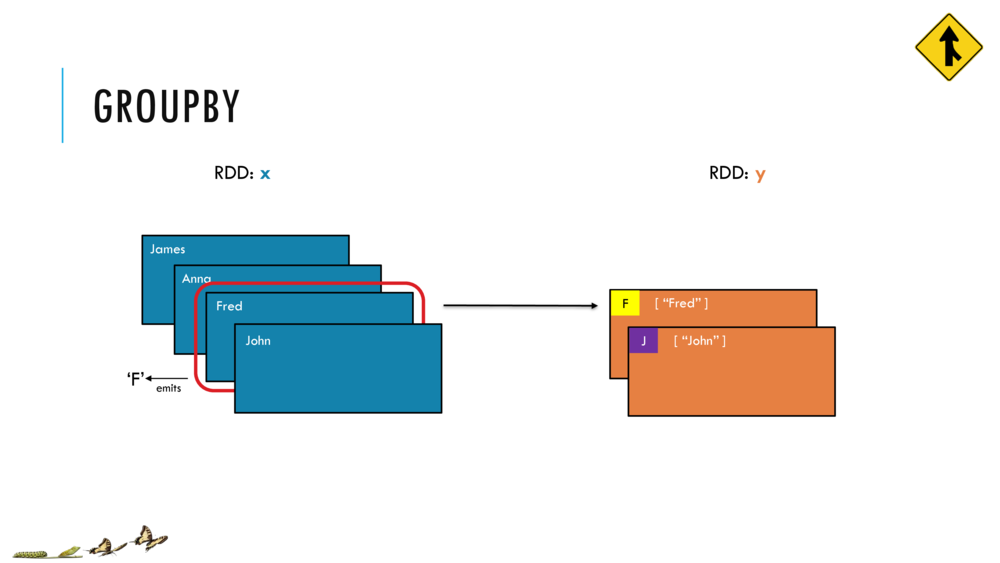 GROUPBY
RDD: x
RDD: y
James
Anna
Fred
John
‘F’
emits
F [ “Fred” ]
J [ “John” ]